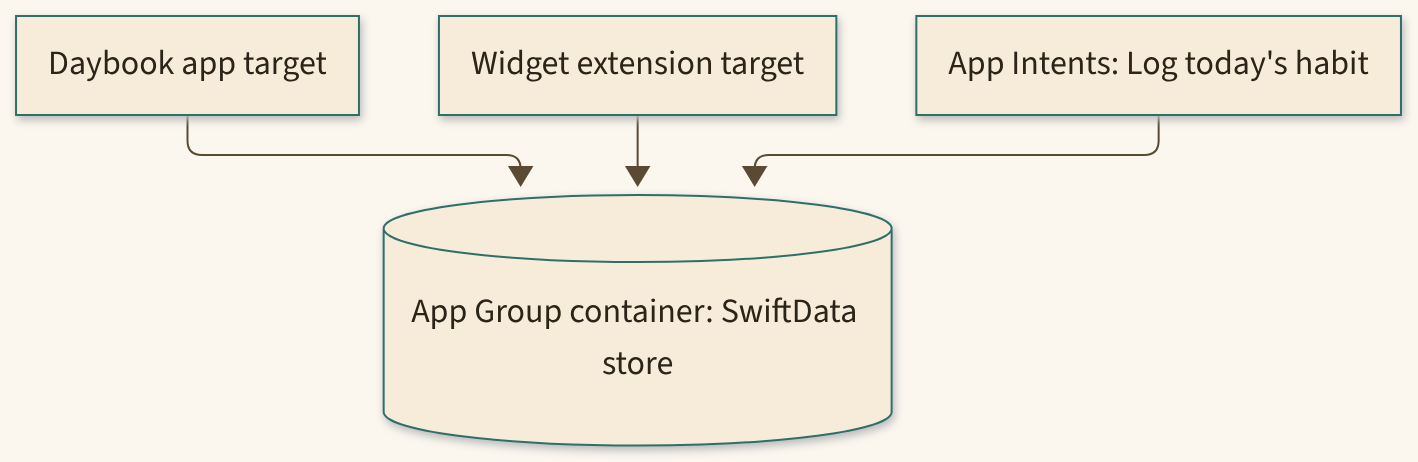 Daybook app target
Widget extension target
App Intents: Log today's habit
App Group container: SwiftData
store